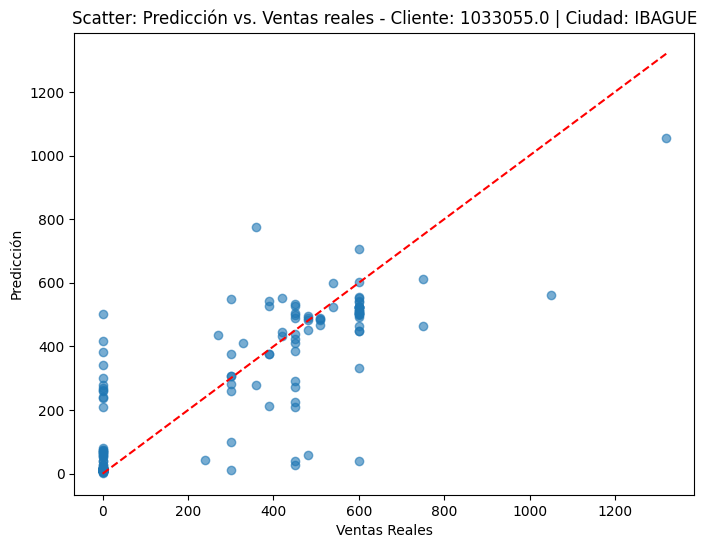 Scatter: Predicción vs. Ventas reales - Cliente: 1033055.0 | Ciudad: IBAGUE
1200
1000
800
600
400
200
0
Predicción
0 200 400 600 800 1000 1200
Ventas Reales